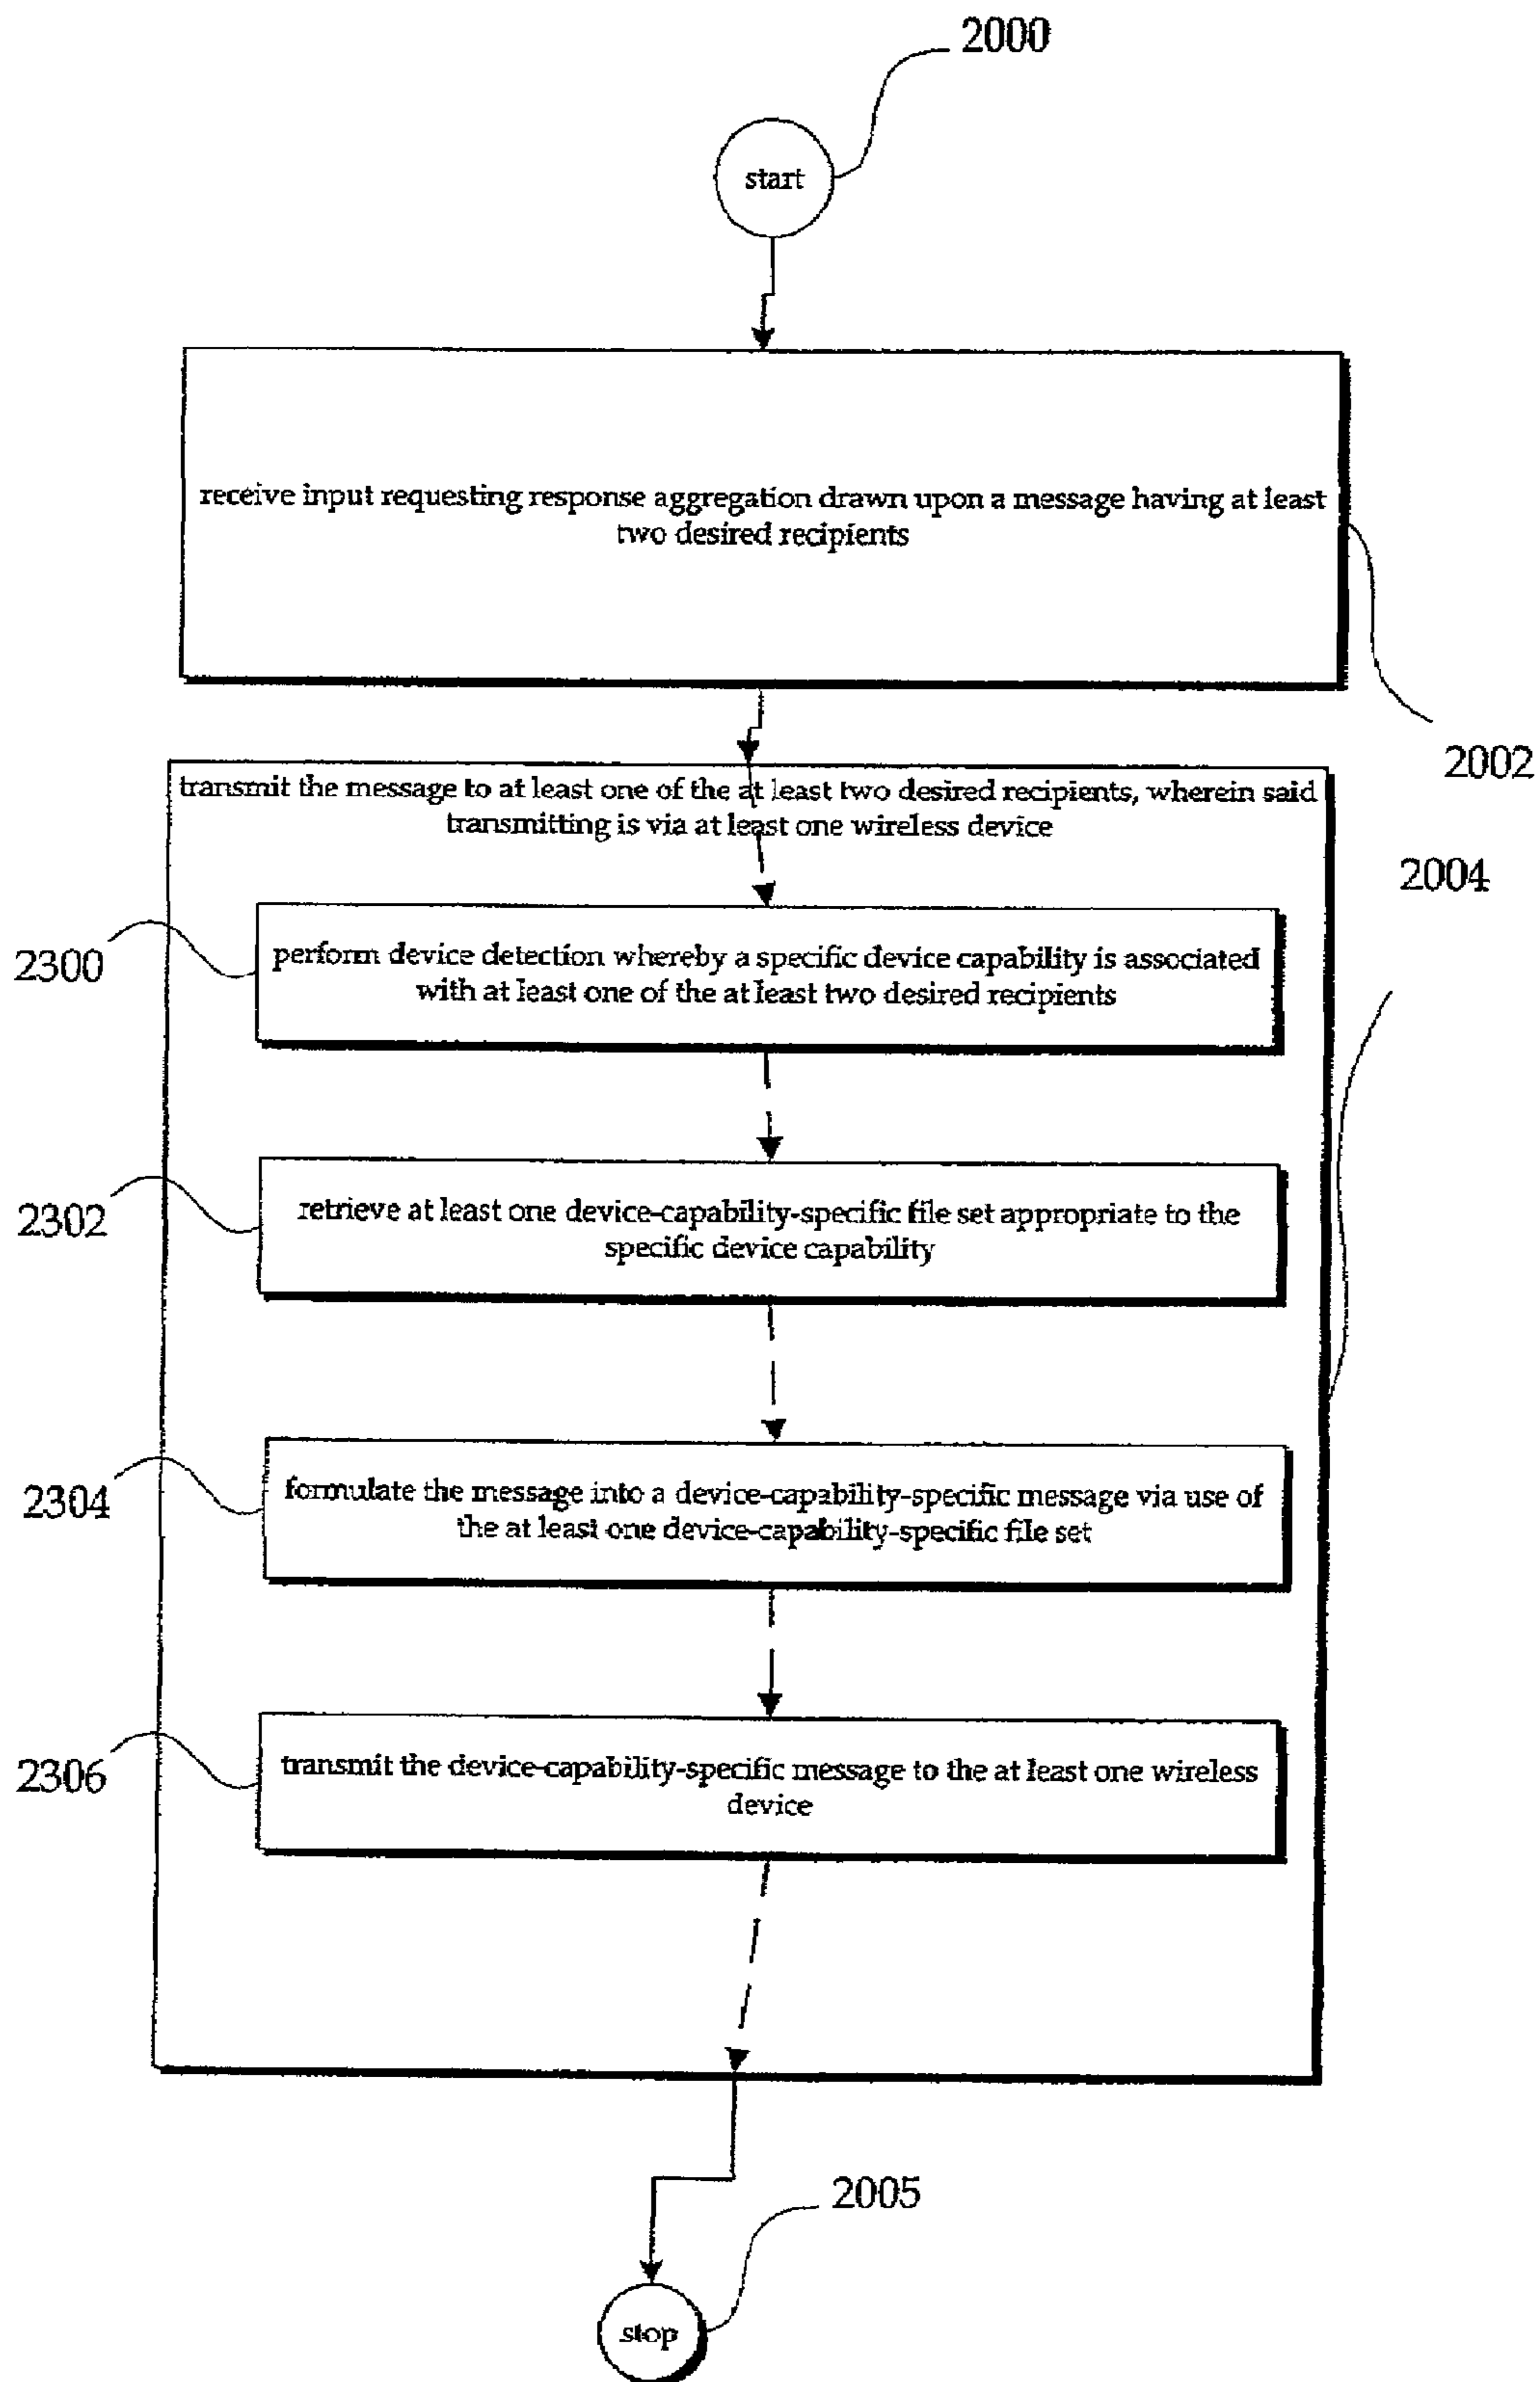 2000
start
receive input requesting response aggregation drawn upon a message having at least
two desired recipients
2002
transmit the message to at least one of the at least two desired recipients, wherein said
transmitting is via at least one wireless device
2004
2300
perform device detection whereby a specific device capability is associated
with at least one of the at least two desired recipients
2302
retrieve at least one device-capability-specific file set appropriate to the
specific device capability
2304
formulate the message into a device-capability-specific message via use of
the at least one device-capability-specific file set
2306
transmit the device-capability-specific message to the at least one wireless
device
2005
stop